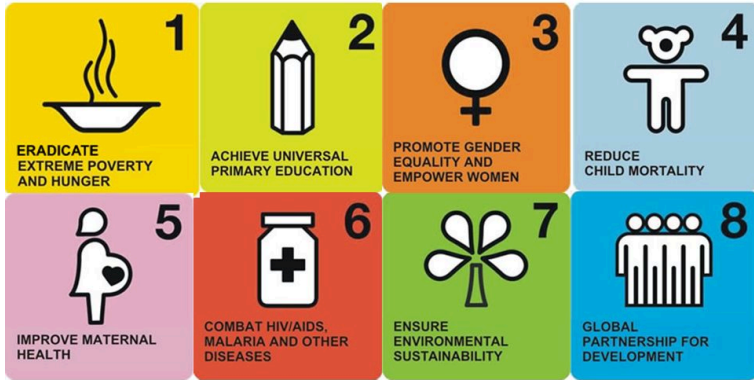 1
ERADICATE
EXTREME POVERTY
AND HUNGER
2
ACHIEVE UNIVERSAL
PRIMARY EDUCATION
3
PROMOTE GENDER
EQUALITY AND
EMPOWER WOMEN
4
REDUCE
CHILD MORTALITY
5
IMPROVE MATERNAL
HEALTH
6
COMBAT HIV/AIDS,
MALARIA AND OTHER
DISEASES
7
ENSURE
ENVIRONMENTAL
SUSTAINABILITY
8
GLOBAL
PARTNERSHIP FOR
DEVELOPMENT